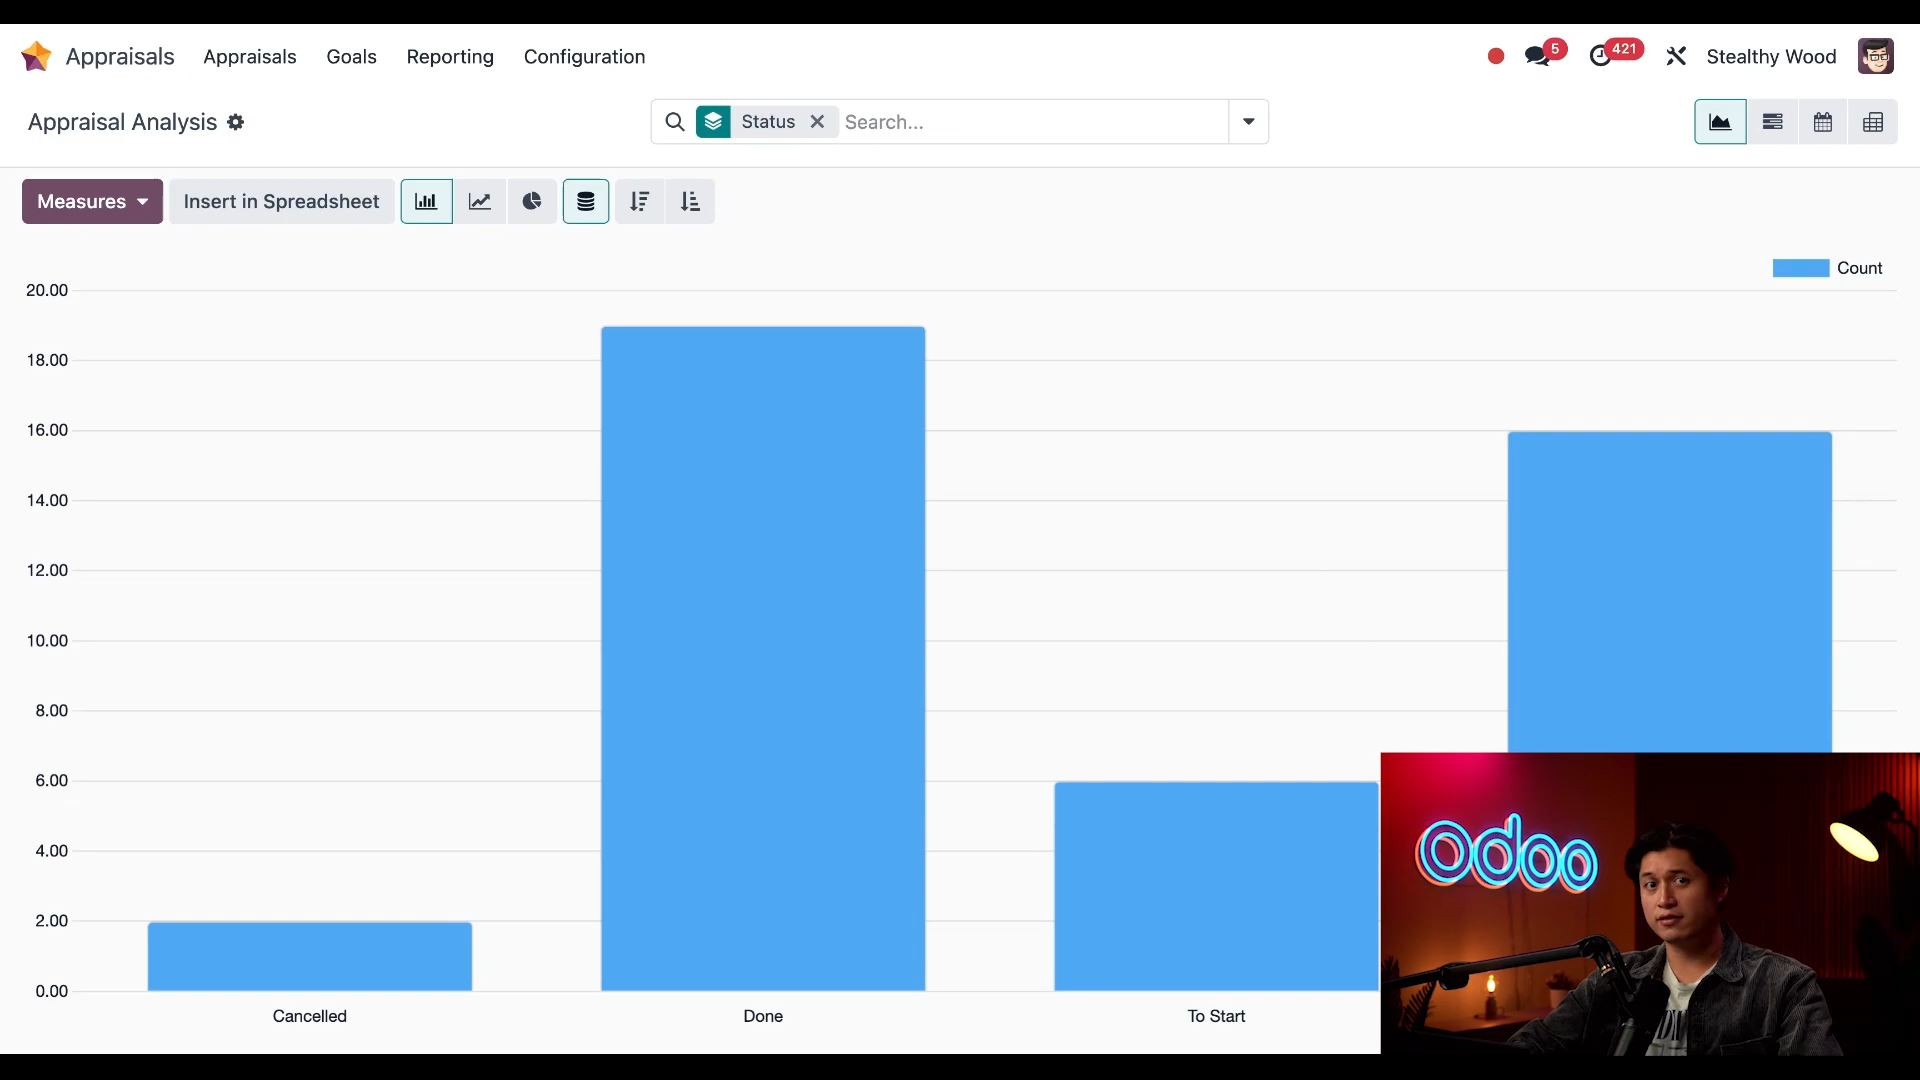 Appraisals Appraisals Goals Reporting Configuration 5 421 Stealthy Wood
Appraisal Analysis Status Search...
Measures Insert in Spreadsheet
Count
20.00
18.00
16.00
14.00
12.00
10.00
8.00
6.00
4.00
2.00
0.00
Cancelled Done To Start
odoo